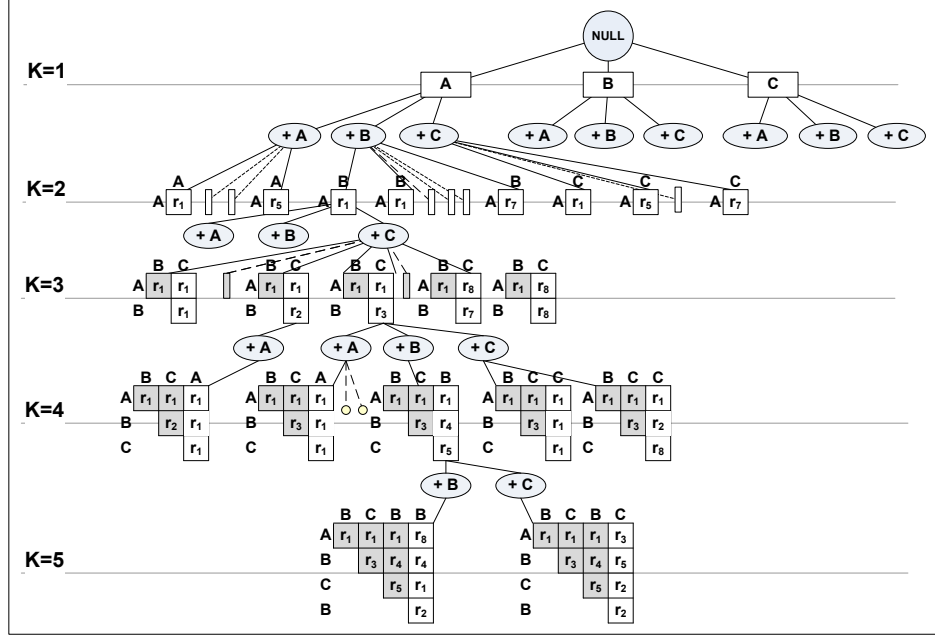 NULL
K=1
A B C
+ A + B + C + A + B + C + A + B + C
A A B B B C C C
K=2
A r1 A r5 A r1 A r1 A r7 A r1 A r5 A r7
+ A + B + C
B C B C B C B C B C
K=3
A r1 r1 A r1 r1 A r1 r1 A r1 r8 A r1 r8
B r1 B r2 B r3 B r7 B r8
+ A + A + B + C
B C A B C A B C B B C C B C C
K=4
A r1 r1 r1 A r1 r1 r1 A r1 r1 r1 A r1 r1 r1 A r1 r1 r1
B r2 r1 B r3 r1 B r3 r4 B r3 r1 B r3 r2
C r1 C r1 C r5 C r1 C r8
+ B + C
B C B B B C B C
A r1 r1 r1 r8 A r1 r1 r1 r3
K=5
B r3 r4 r4 B r3 r4 r5
C r5 r1 C r5 r2
B r2 B r2